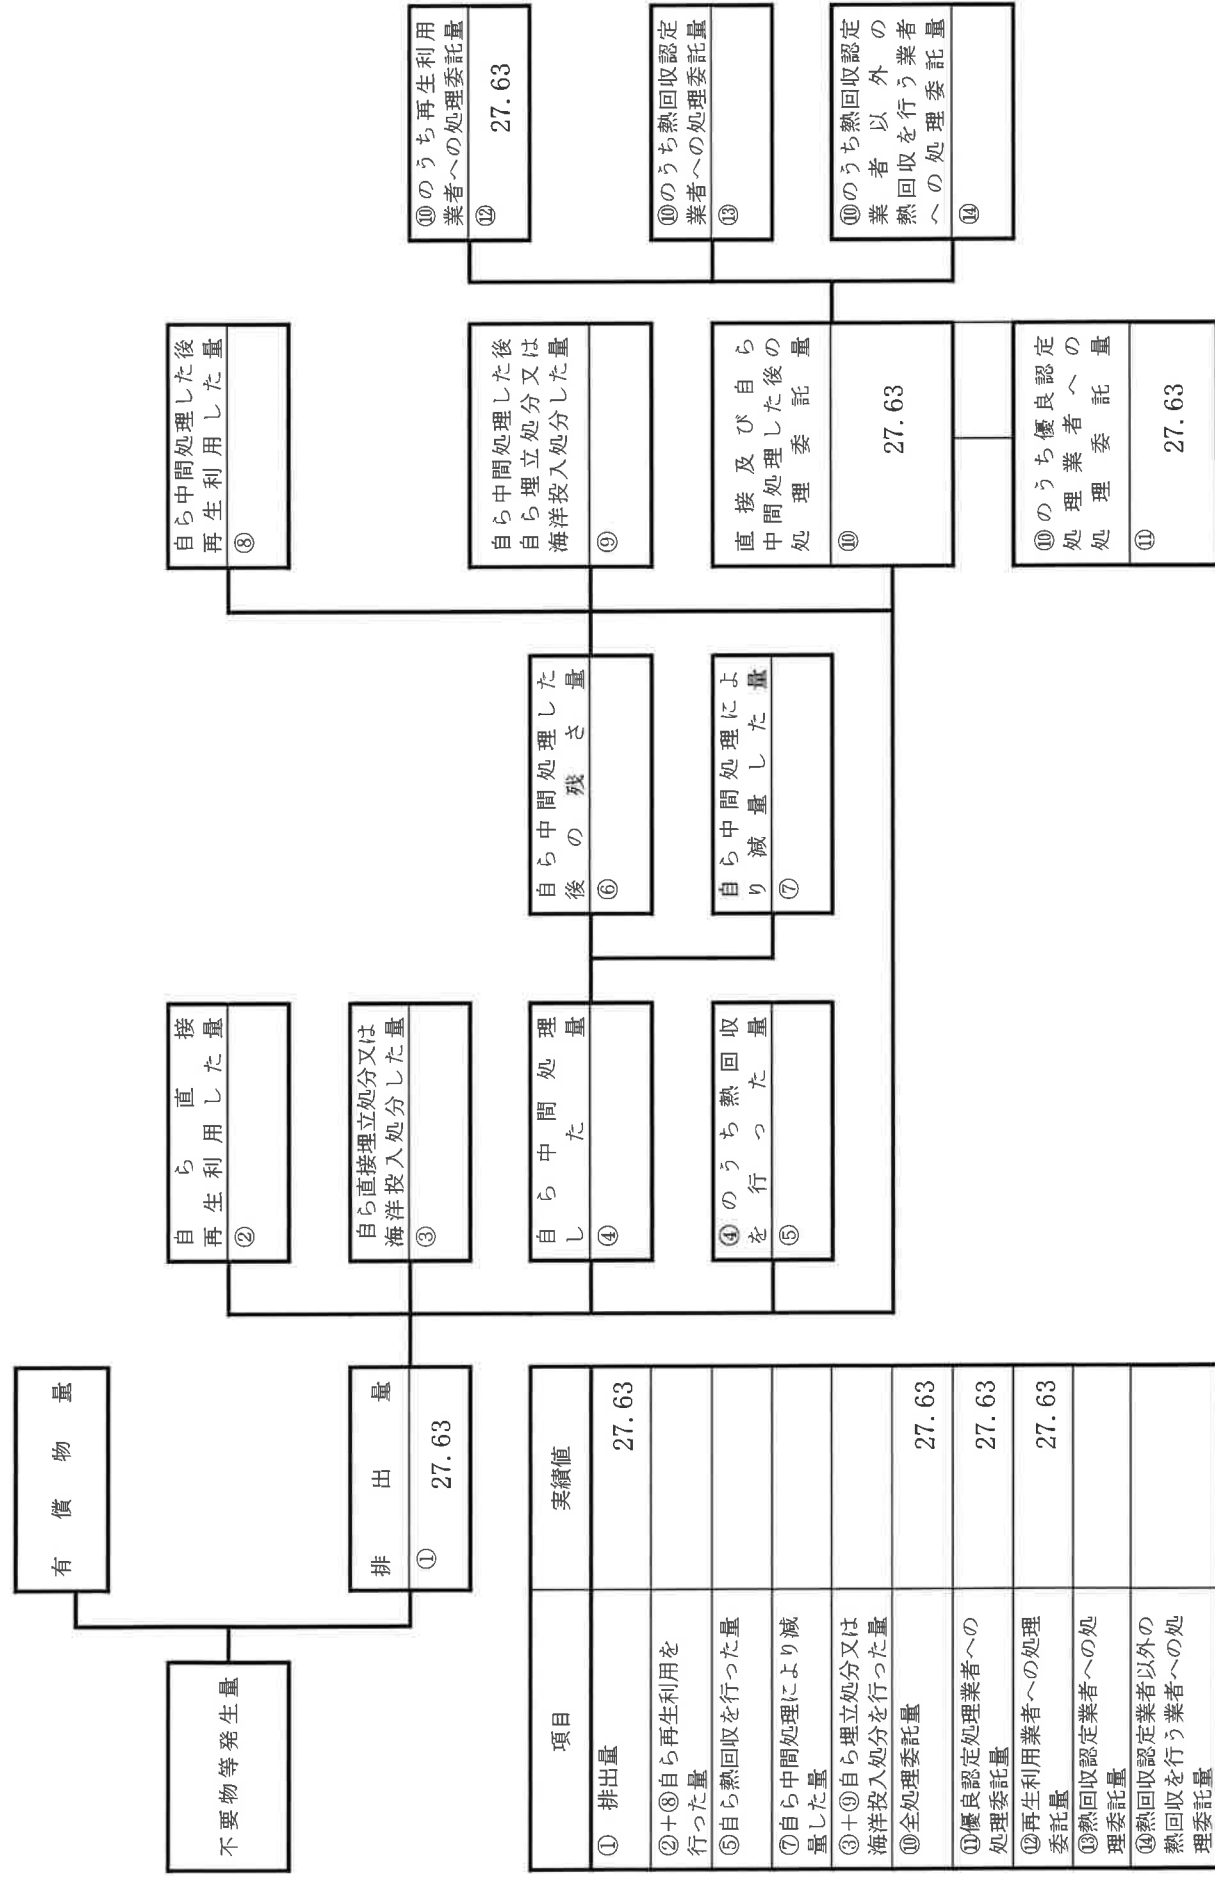 不要物等発生量
有償物量
排出量
① 27.63
自ら直接
再生利用した量
②
自ら直接埋立処分又は
海洋投入処分した量
③
自ら中間処理
した量
④
④のうち熱回収
を行った量
⑤
自ら中間処理した
後の残さ量
⑥
自ら中間処理によ
り減量した量
⑦
自ら中間処理した後
再生利用した量
⑧
自ら中間処理した後
自ら埋立処分又は
海洋投入処分した量
⑨
直接及び自ら
中間処理した後の
処理委託量
⑩ 27.63
⑩のうち優良認定
処理業者への
処理委託量
⑪ 27.63
⑩のうち再生利用
業者への処理委託量
⑫ 27.63
⑩のうち熱回収認定
業者への処理委託量
⑬
⑩のうち熱回収認定
業者以外の
熱回収を行う業者
への処理委託量
⑭
項目 実績値
① 排出量 27.63
②+⑧自ら再生利用を
行った量
⑤自ら熱回収を行った量
⑦自ら中間処理により減
量した量
③+⑨自ら埋立処分又は
海洋投入処分を行った量
⑩全処理委託量 27.63
⑪優良認定処理業者への
処理委託量 27.63
⑫再生利用業者への処理
委託量 27.63
⑬熱回収認定業者への処
理委託量
⑭熱回収認定業者以外の
熱回収を行う業者への処
理委託量